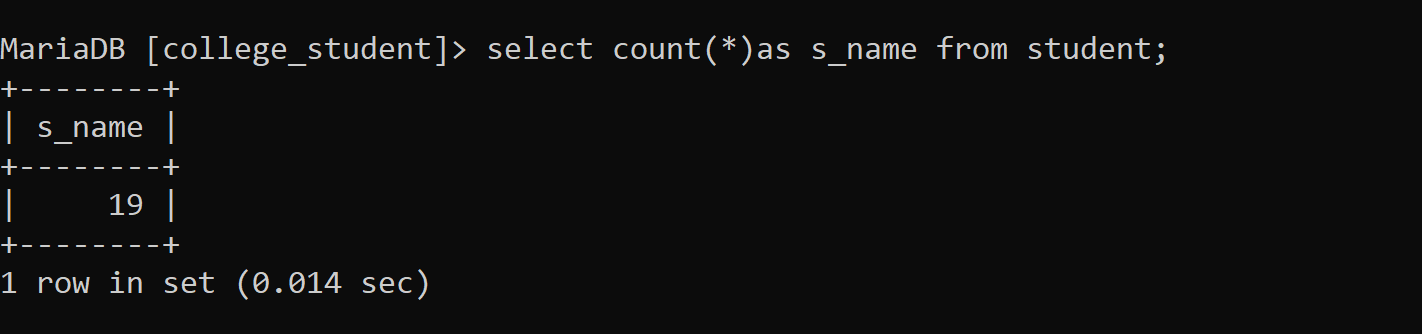 MariaDB [college_student]> select count(*)as s_name from student;
+--------+
| s_name |
+--------+
|     19 |
+--------+
1 row in set (0.014 sec)